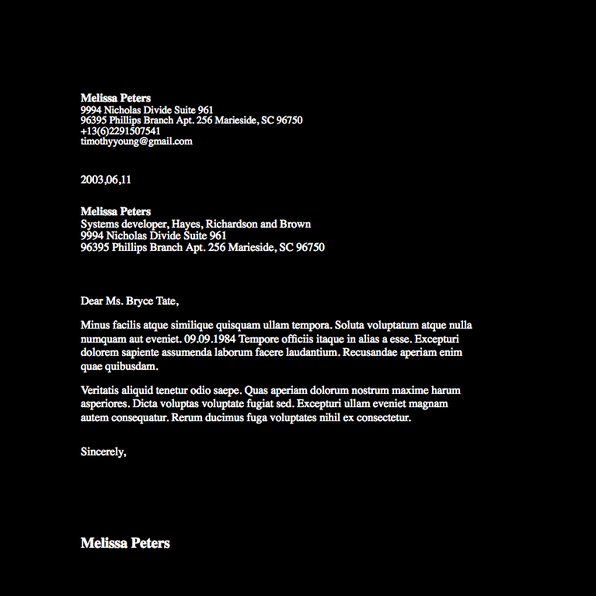 Melissa Peters
9994 Nicholas Divide Suite 961
96395 Phillips Branch Apt. 256 Marieside, SC 96750
+13(6)2291507541
timothyyoung@gmail.com
2003,06,11
Melissa Peters
Systems developer, Hayes, Richardson and Brown
9994 Nicholas Divide Suite 961
96395 Phillips Branch Apt. 256 Marieside, SC 96750
Dear Ms. Bryce Tate,
Minus facilis atque similique quisquam ullam tempora. Soluta voluptatum atque nulla
numquam aut eveniet. 09.09.1984 Tempore officiis itaque in alias a esse. Excepturi
dolorem sapiente assumenda laborum facere laudantium. Recusandae aperiam enim
quae quibusdam.
Veritatis aliquid tenetur odio saepe. Quas aperiam dolorum nostrum maxime harum
asperiores. Dicta voluptas voluptate fugiat sed. Excepturi ullam eveniet magnam
autem consequatur. Rerum ducimus fuga voluptates nihil ex consectetur.
Sincerely,
Melissa Peters